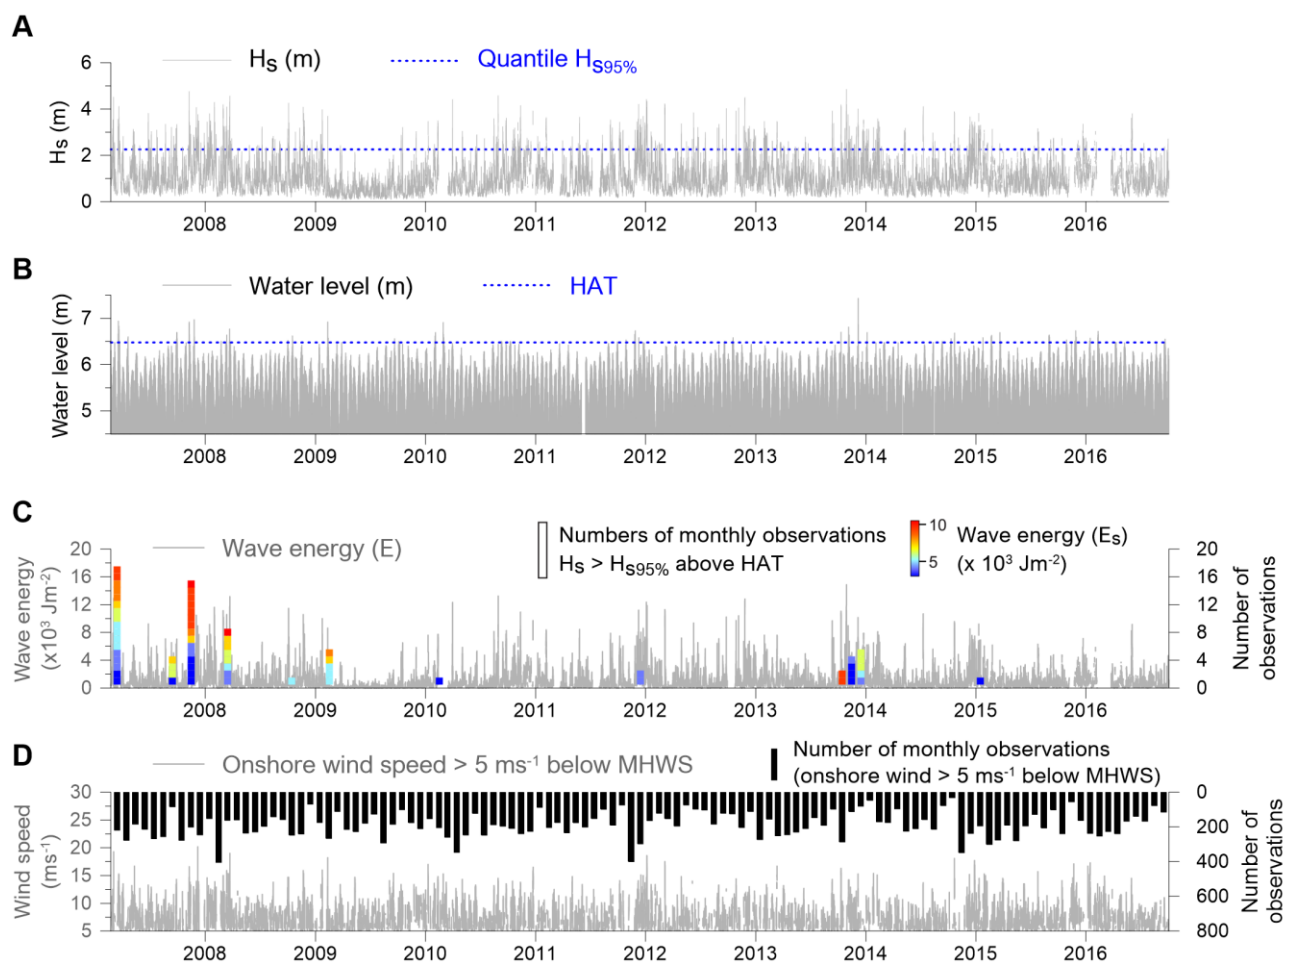 A
Hs (m)
Quantile Hs95%
Hs (m)
6
4
2
0
2008 2009 2010 2011 2012 2013 2014 2015 2016
B
Water level (m)
HAT
Water level (m)
7
6
5
2008 2009 2010 2011 2012 2013 2014 2015 2016
C
Wave energy (E)
Numbers of monthly observations
Hs > Hs95% above HAT
10
5
Wave energy (Es)
(x 10³ Jm⁻²)
Wave energy
(x10³ Jm⁻²)
20
16
12
8
4
0
20
16
12
8
4
0
Number of
observations
2008 2009 2010 2011 2012 2013 2014 2015 2016
D
Onshore wind speed > 5 ms⁻¹ below MHWS
Number of monthly observations
(onshore wind > 5 ms⁻¹ below MHWS)
Wind speed
(ms⁻¹)
30
25
20
15
10
5
0
200
400
600
800
Number of
observations
2008 2009 2010 2011 2012 2013 2014 2015 2016